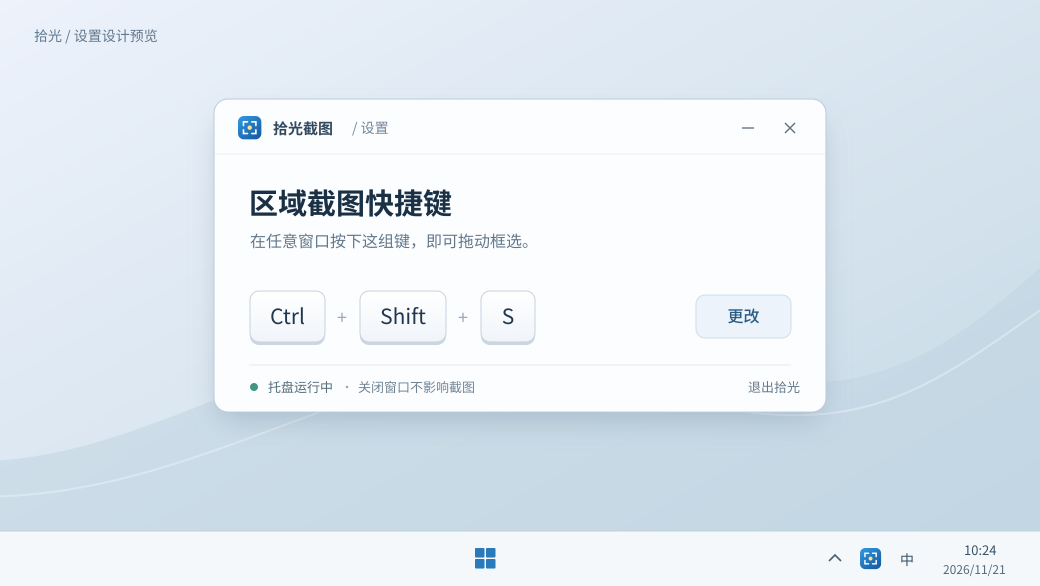 拾光 / 设置设计预览
拾光截图 / 设置
区域截图快捷键
在任意窗口按下这组键，即可拖动框选。
Ctrl + Shift + S 更改
托盘运行中 · 关闭窗口不影响截图 退出拾光
中 10:24
2026/11/21